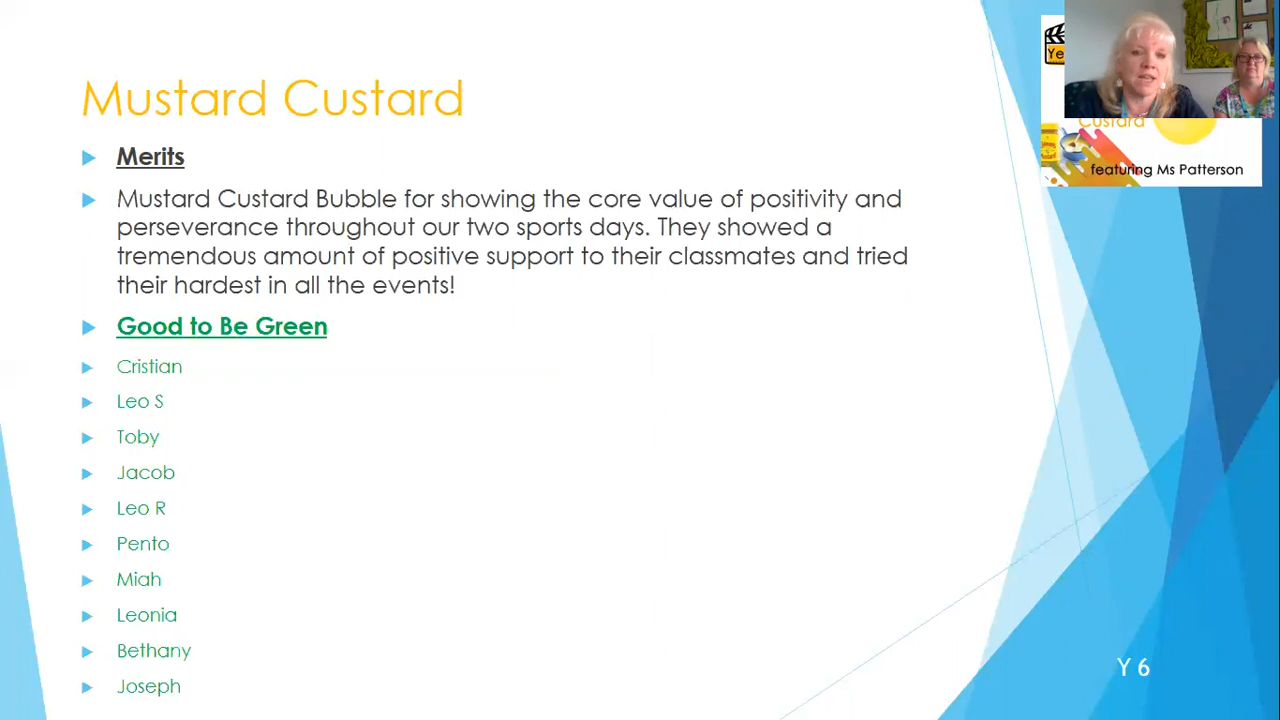 Mustard Custard
Merits
Mustard Custard Bubble for showing the core value of positivity and
perseverance throughout our two sports days. They showed a
tremendous amount of positive support to their classmates and tried
their hardest in all the events!
Good to Be Green
Cristian
Leo S
Toby
Jacob
Leo R
Pento
Miah
Leonia
Bethany
Joseph
Ye
Custard
featuring Ms Patterson
Y 6